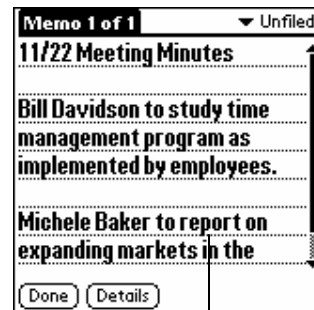 Memo 1 of 1
Unfiled
11/22 Meeting Minutes
Bill Davidson to study time
management program as
implemented by employees.
Michele Baker to report on
expanding markets in the
Done
Details